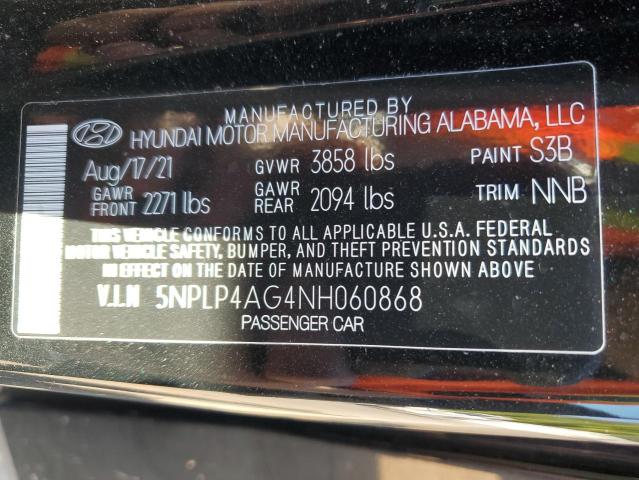 MANUFACTURED BY
HYUNDAI MOTOR MANUFACTURING ALABAMA, LLC
Aug/17/21 GVWR 3858 lbs PAINT S3B
GAWR FRONT 2271 lbs GAWR REAR 2094 lbs TRIM NNB
THIS VEHICLE CONFORMS TO ALL APPLICABLE U.S.A. FEDERAL
MOTOR VEHICLE SAFETY, BUMPER, AND THEFT PREVENTION STANDARDS
IN EFFECT ON THE DATE OF MANUFACTURE SHOWN ABOVE
V.I.N 5NPLP4AG4NH060868
PASSENGER CAR